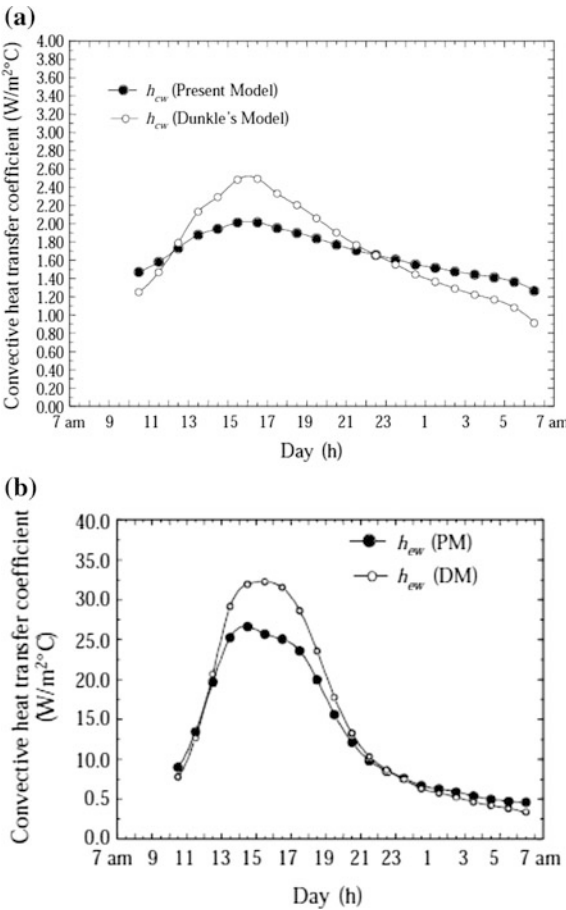 (a)
Convective heat transfer coefficient (W/m²°C)
4.00
3.80
3.60
3.40
3.20
3.00
2.80
2.60
2.40
2.20
2.00
1.80
1.60
1.40
1.20
1.00
0.80
0.60
0.40
0.20
0.00
h_cw (Present Model)
h_cw (Dunkle's Model)
7 am 9 11 13 15 17 19 21 23 1 3 5 7 am
Day (h)
(b)
Convective heat transfer coefficient
(W/m²°C)
40.0
35.0
30.0
25.0
20.0
15.0
10.0
0.5
0.0
h_ew (PM)
h_ew (DM)
7 am 9 11 13 15 17 19 21 23 1 3 5 7 am
Day (h)